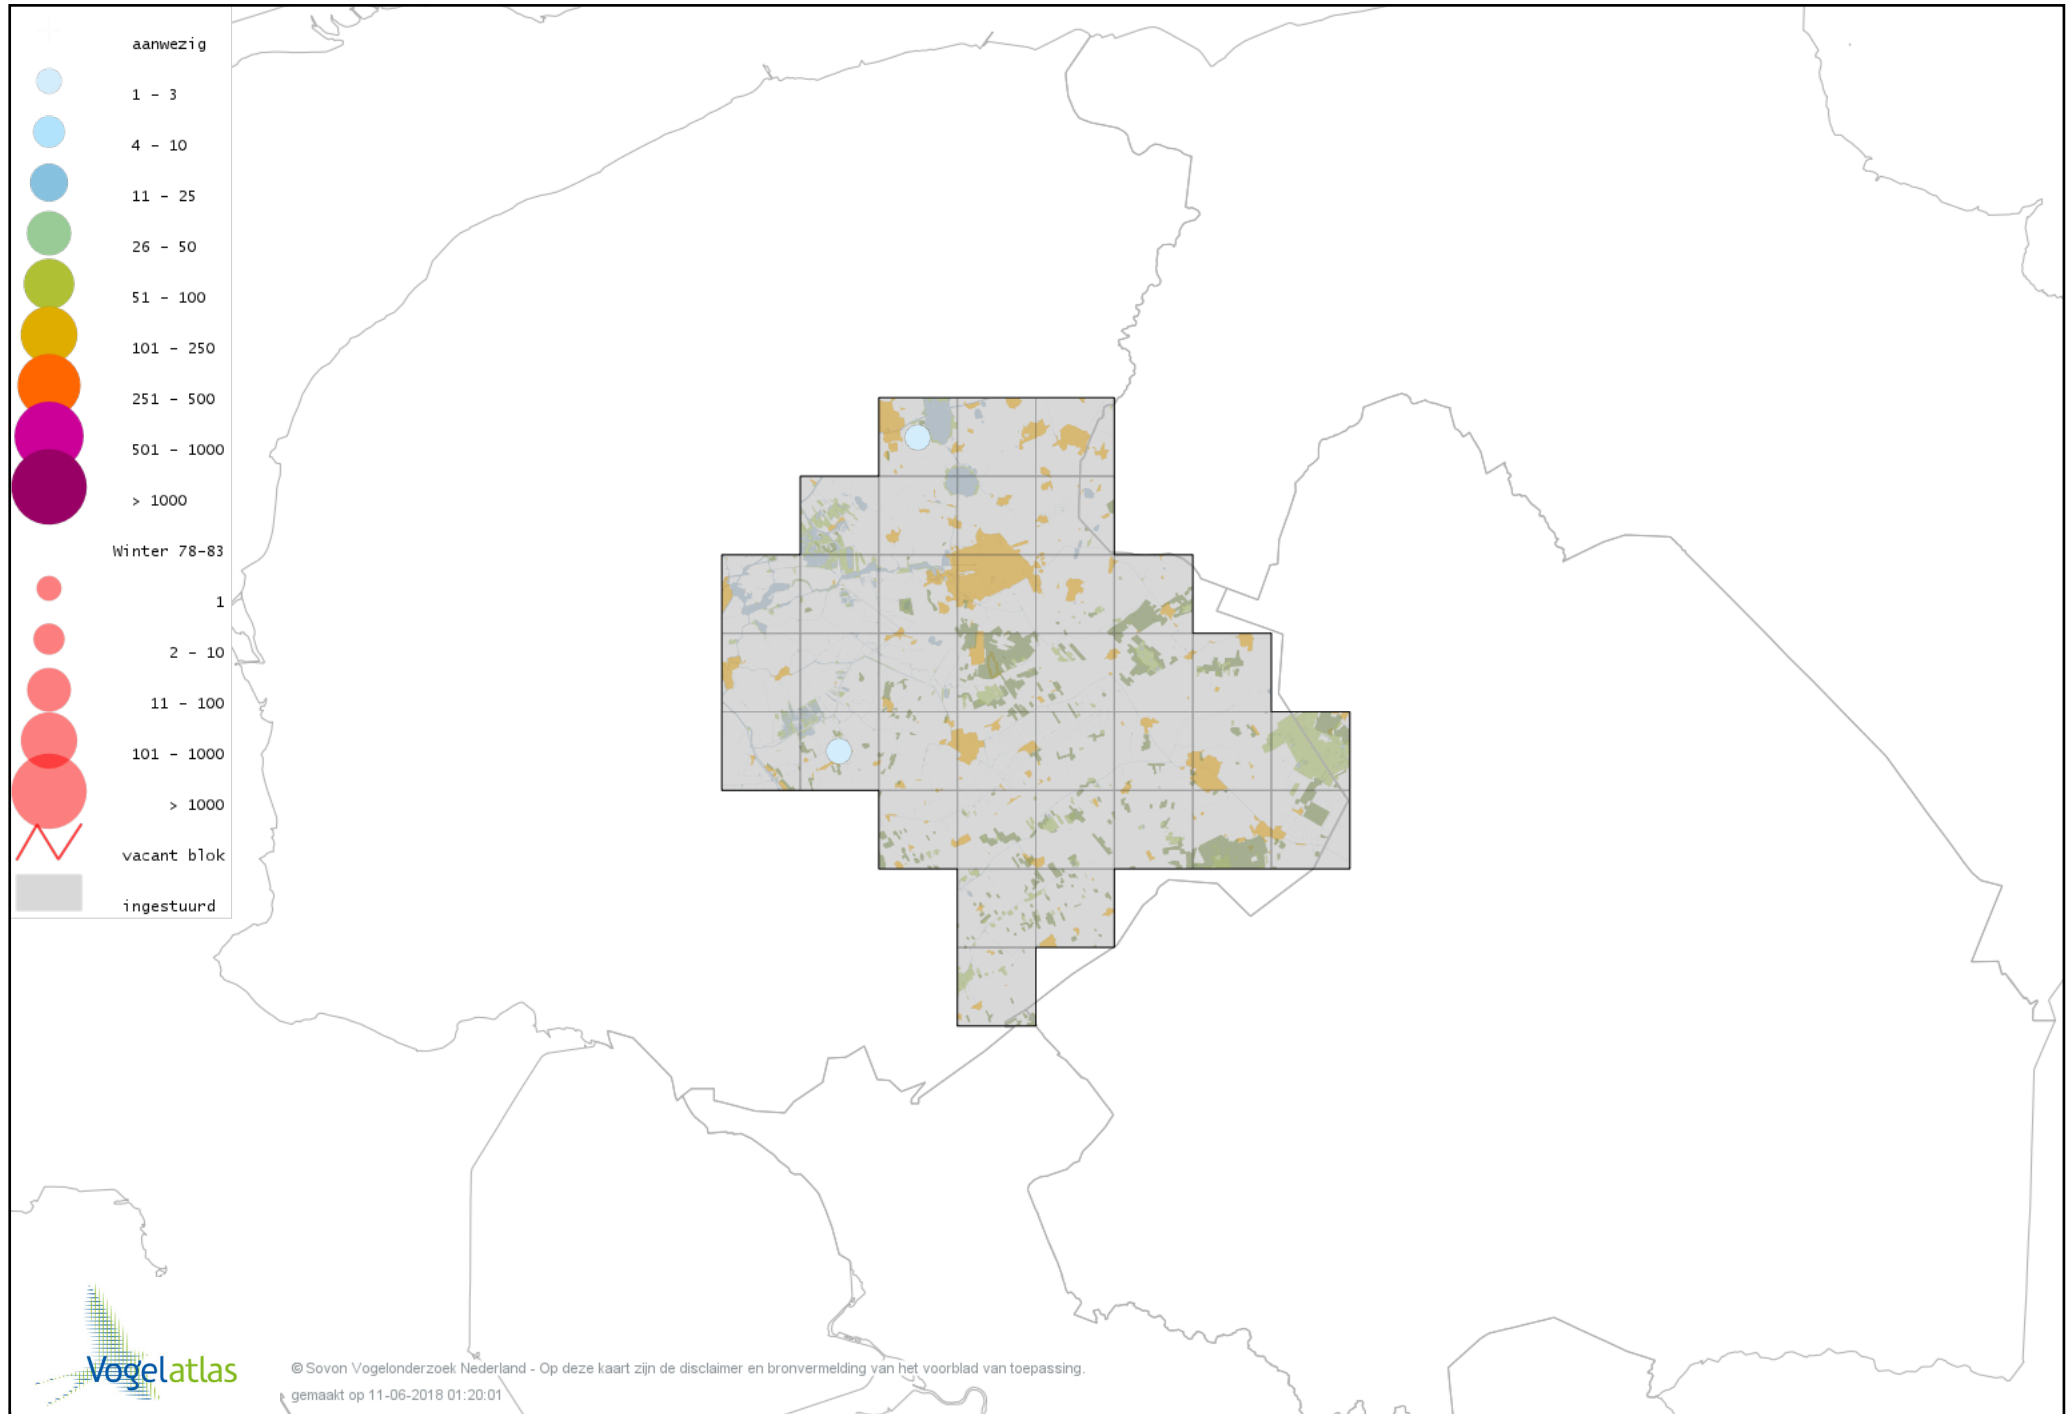 aanwezig
1 - 3
4 - 10
11 - 25
26 - 50
51 - 100
101 - 250
251 - 500
501 - 1000
> 1000
Winter 78-83
1
2 - 10
11 - 100
101 - 1000
> 1000
vacant blok
ingestuurd
Vogelatlas
© Sovon Vogelonderzoek Nederland - Op deze kaart zijn de disclaimer en bronvermelding van het voorblad van toepassing.
gemaakt op 11-06-2018 01:20:01